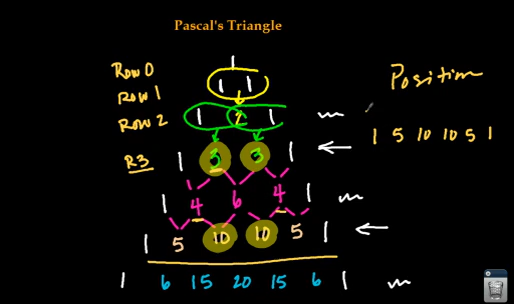 Pascal's Triangle
Row 0 1
Row 1 1 1
Position
Row 2 1 2 1 m
1 5 10 10 5 1
R3 1 3 3 1
1 4 6 4 1 m
1 5 10 10 5 1
1 6 15 20 15 6 1 m